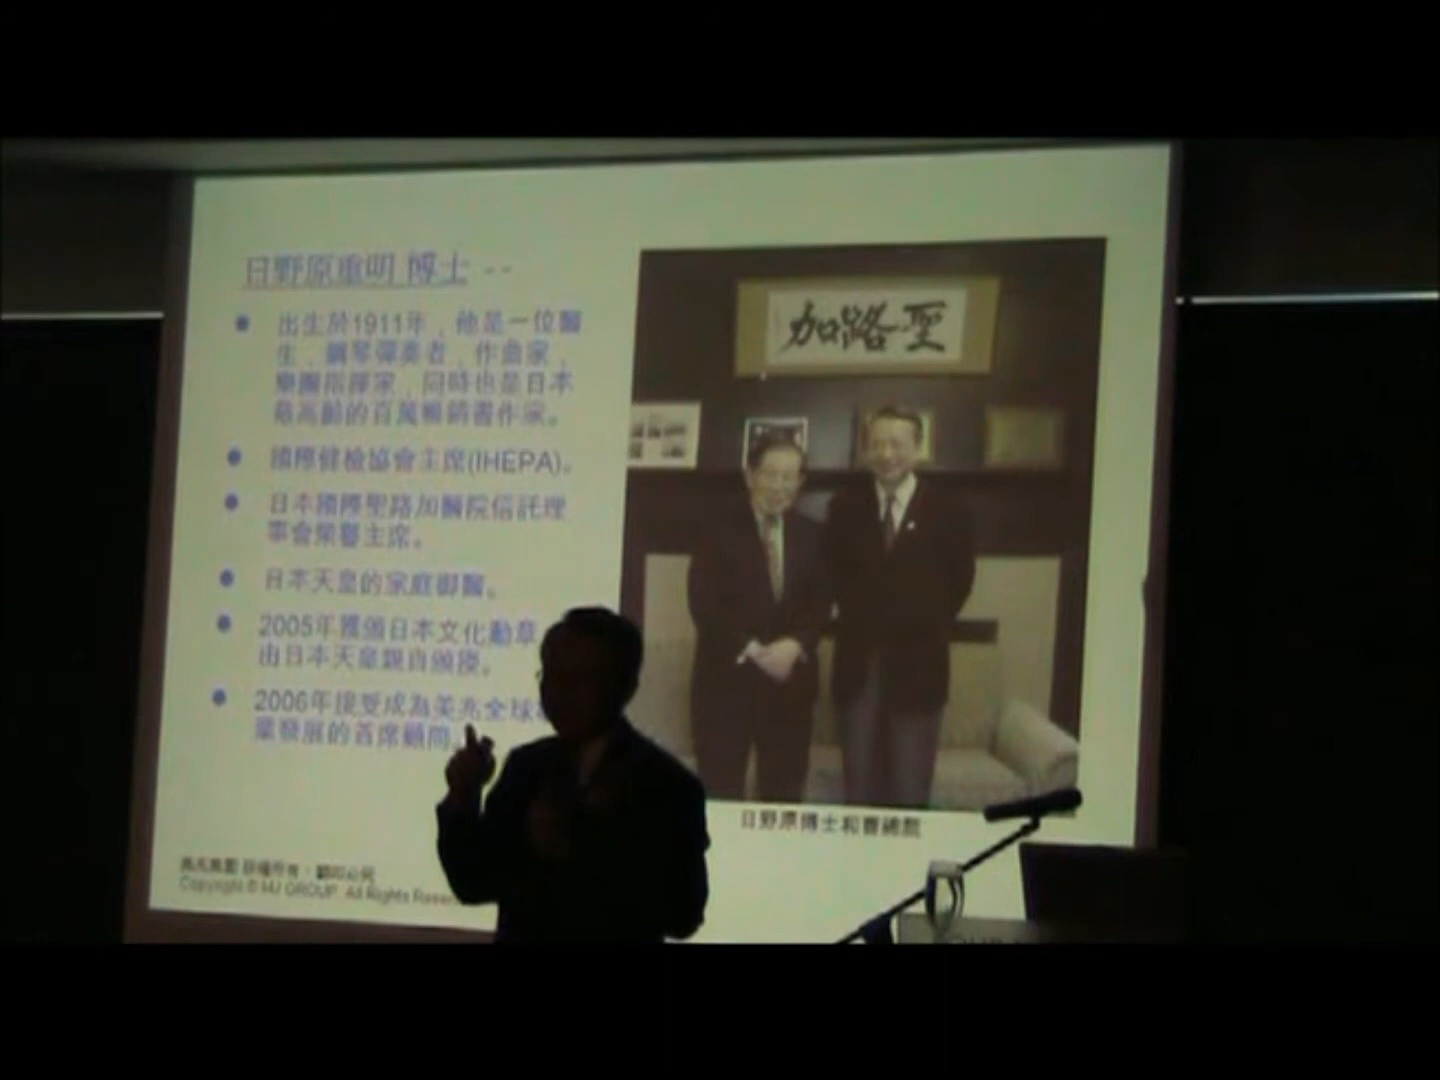 日野原重明 博士 --
出生於1911年，他是一位醫
生，鋼琴彈奏者，作曲家，
樂團指揮家，同時也是日本
最高齡的百萬暢銷書作家。
國際健檢協會主席(IHEPA)。
日本國際聖路加醫院信託理
事會榮譽主席。
日本天皇的家庭御醫。
2005年獲頒日本文化勳章
由日本天皇親自頒授。
2006年接受成為美兆全球
業發展的首席顧問。
加路聖
日野原博士和曹總裁
美兆集團 版權所有，翻印必究
Copyright © MJ GROUP All Rights